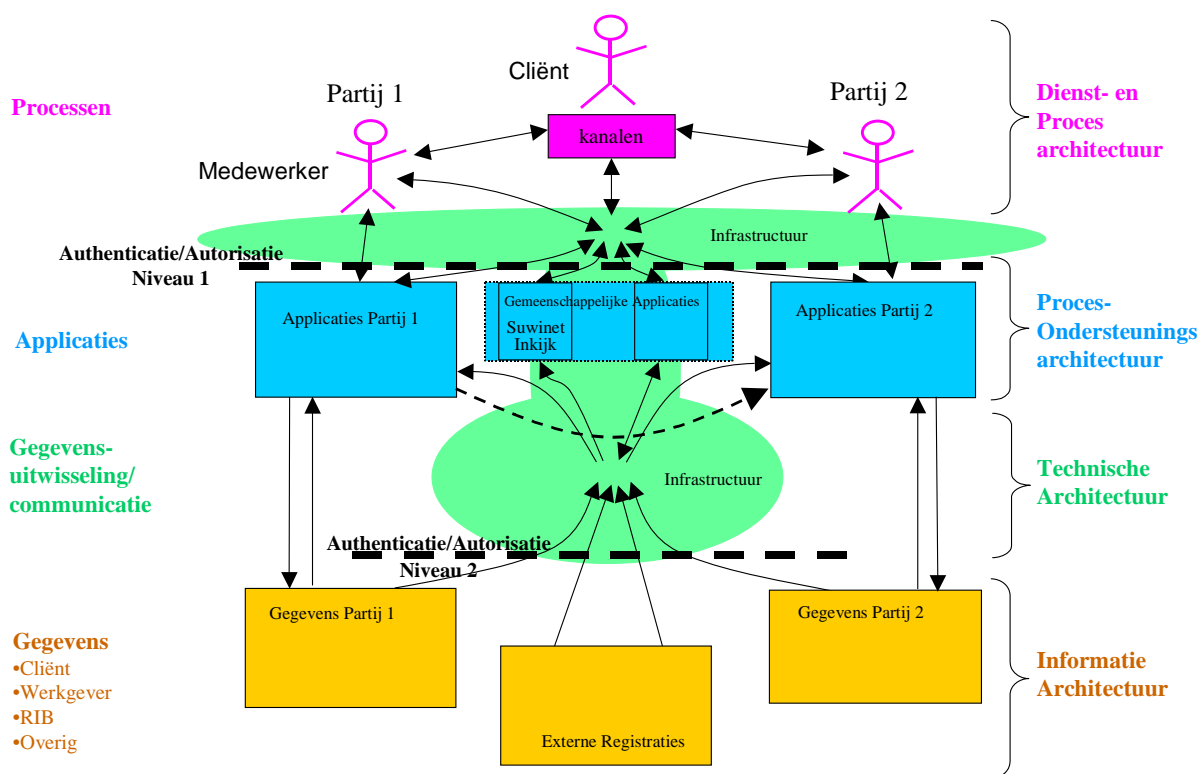 Cliënt
Partij 1
Partij 2
Processen
kanalen
Dienst- en
Proces
architectuur
Medewerker
Infrastructuur
Authenticatie/Autorisatie
Niveau 1
Applicaties
Applicaties Partij 1
Gemeenschappelijke Applicaties
Suwinet
Inkijk
Applicaties Partij 2
Proces-
Ondersteunings
architectuur
Gegevens-
uitwisseling/
communicatie
Infrastructuur
Technische
Architectuur
Authenticatie/Autorisatie
Niveau 2
Gegevens Partij 1
Gegevens Partij 2
Gegevens
•Cliënt
•Werkgever
•RIB
•Overig
Externe Registraties
Informatie
Architectuur